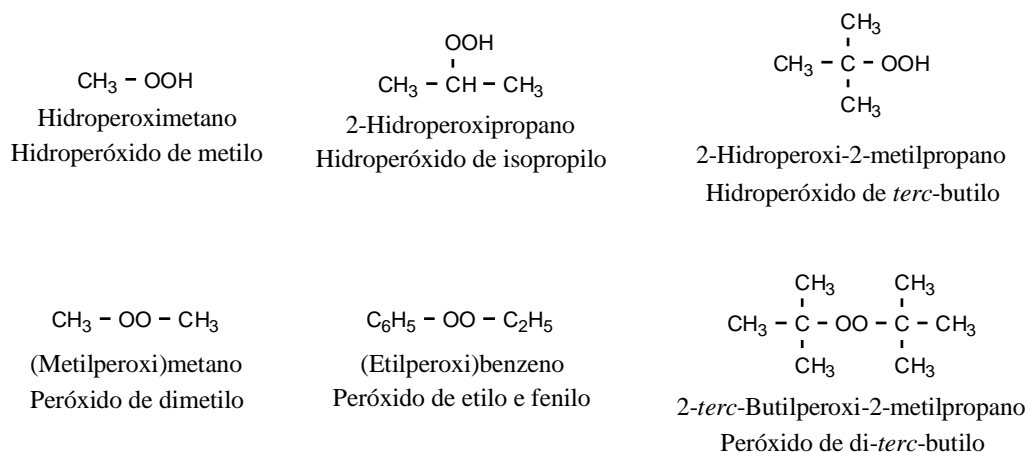 CH3 – OOH
Hidroperoximetano
Hidroperóxido de metilo
OOH
CH3 – CH – CH3
2-Hidroperoxipropano
Hidroperóxido de isopropilo
CH3
CH3 – C – OOH
CH3
2-Hidroperoxi-2-metilpropano
Hidroperóxido de terc-butilo
CH3 – OO – CH3
(Metilperoxi)metano
Peróxido de dimetilo
C6H5 – OO – C2H5
(Etilperoxi)benzeno
Peróxido de etilo e fenilo
CH3 CH3
CH3 – C – OO – C – CH3
CH3 CH3
2-terc-Butilperoxi-2-metilpropano
Peróxido de di-terc-butilo